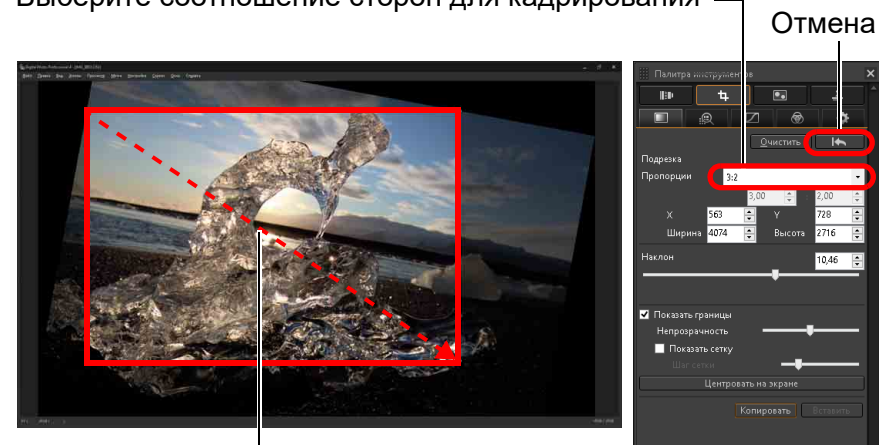 Выберите соотношение сторон для кадрирования
Отмена
Палитра инструментов
Очистить
Подрезка
Пропорции 3:2
3,00 : 2,00
X 563 Y 728
Ширина 4074 Высота 2716
Наклон 10,46
Показать границы
Непрозрачность
Показать сетку
Шаг сетки
Центровать на экране
Копировать Вставить